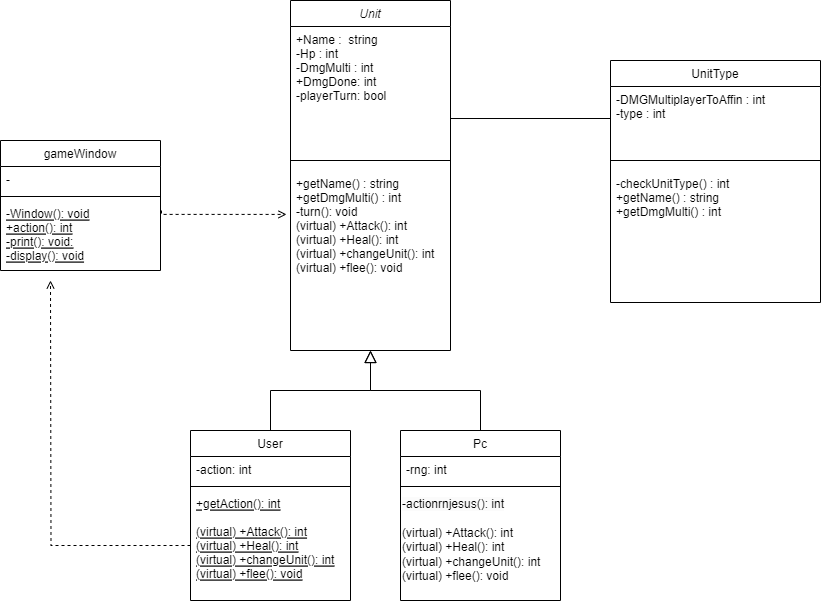 Unit
+Name :  string
-Hp : int
-DmgMulti : int
+DmgDone: int
-playerTurn: bool
+getName() : string
+getDmgMulti() : int
-turn(): void
(virtual) +Attack(): int
(virtual) +Heal(): int
(virtual) +changeUnit(): int
(virtual) +flee(): void
UnitType
-DMGMultiplayerToAffin : int
-type : int
-checkUnitType() : int
+getName() : string
+getDmgMulti() : int
gameWindow
-
-Window(): void
+action(): int
-print(): void:
-display(): void
User
-action: int
+getAction(): int
(virtual) +Attack(): int
(virtual) +Heal(): int
(virtual) +changeUnit(): int
(virtual) +flee(): void
Pc
-rng: int
-actionrnjesus(): int
(virtual) +Attack(): int
(virtual) +Heal(): int
(virtual) +changeUnit(): int
(virtual) +flee(): void